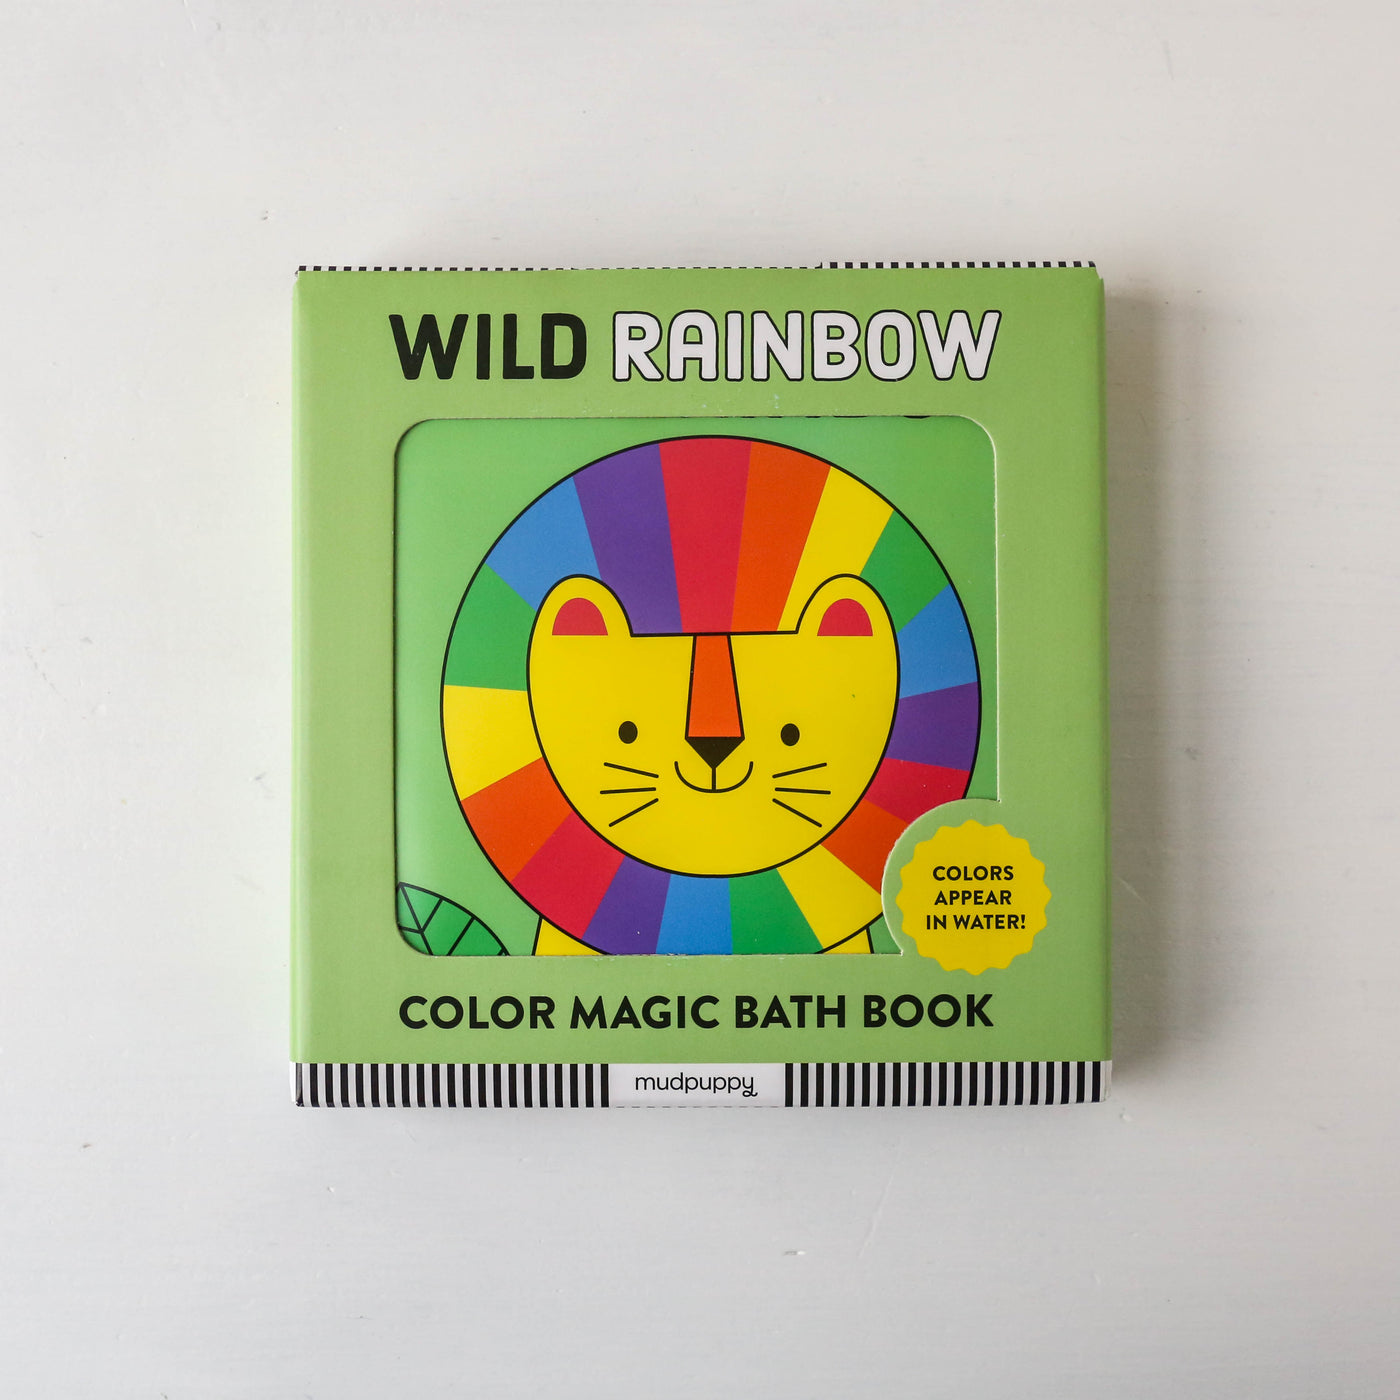 WILD RAINBOW
COLORS
APPEAR
IN WATER!
COLOR MAGIC BATH BOOK
mudpuppy